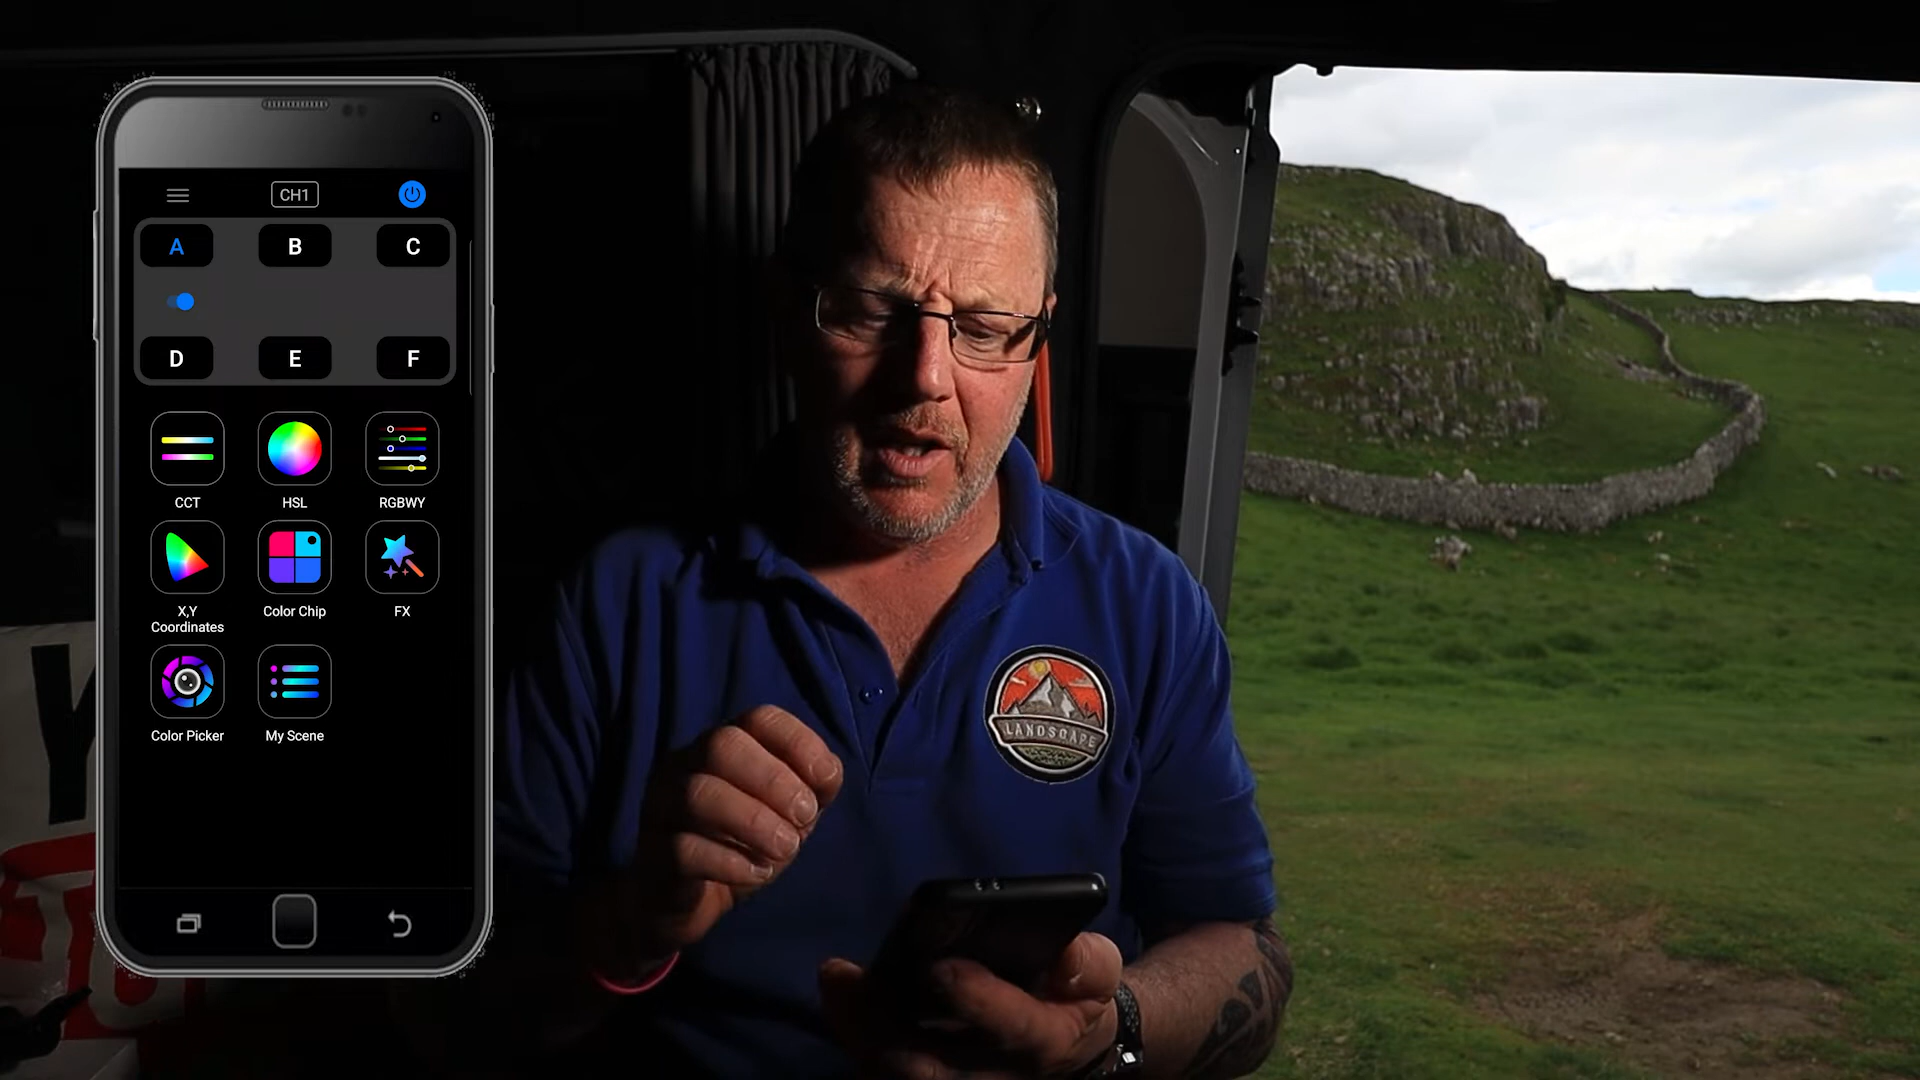 CH1
A B C
D E F
CCT HSL RGBWY
X,Y
Coordinates
Color Chip
FX
Color Picker My Scene
LANDSCAPE